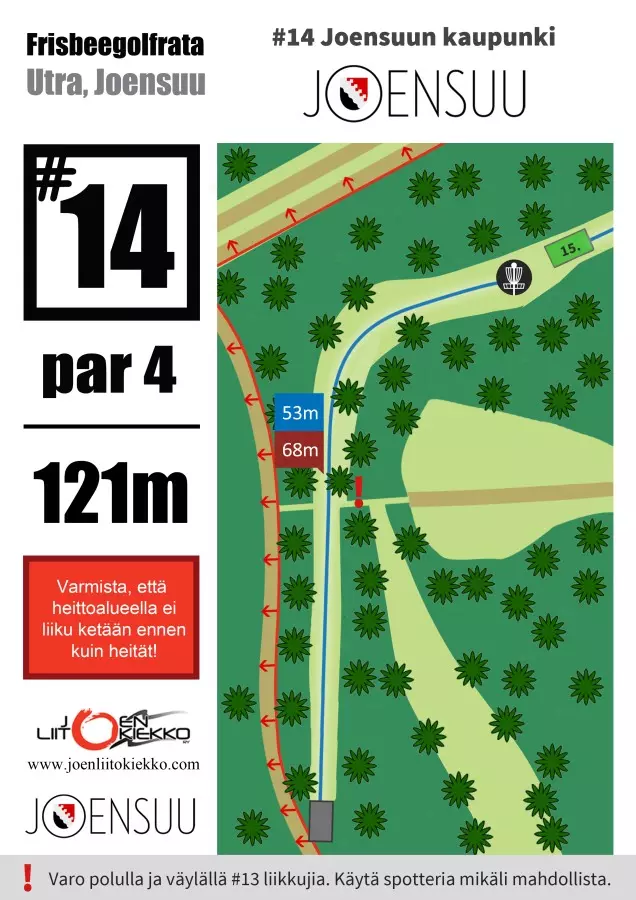 Frisbeegolfrata
Utra, Joensuu
#14 Joensuun kaupunki
JOENSUU
#14
par 4
121m
Varmista, että
heittoalueella ei
liiku ketään ennen
kuin heität!
JOEN
LIITOKIEKKO
RY
www.joenliitokiekko.com
JOENSUU
15.
53m
68m
!
! Varo polulla ja väylällä #13 liikkujia. Käytä spotteria mikäli mahdollista.